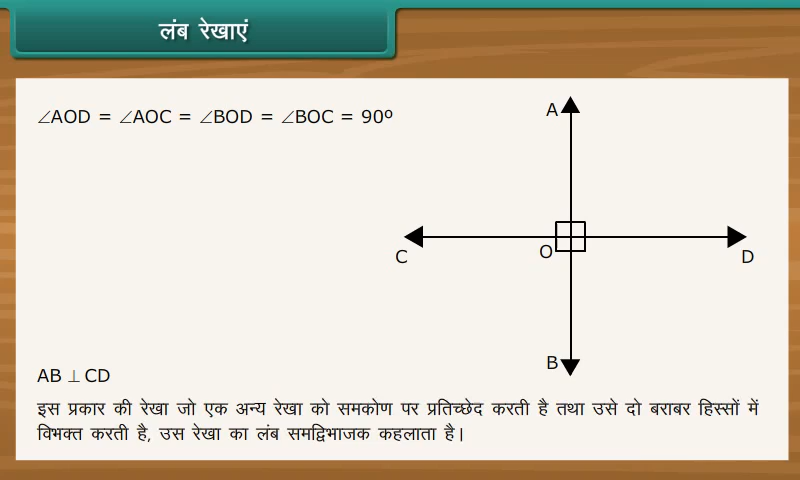 लंब रेखाएं
∠AOD = ∠AOC = ∠BOD = ∠BOC = 90º
A
C
O
D
B
AB ⊥ CD
इस प्रकार की रेखा जो एक अन्य रेखा को समकोण पर प्रतिच्छेद करती है तथा उसे दो बराबर हिस्सों में
विभक्त करती है, उस रेखा का लंब समद्विभाजक कहलाता है।